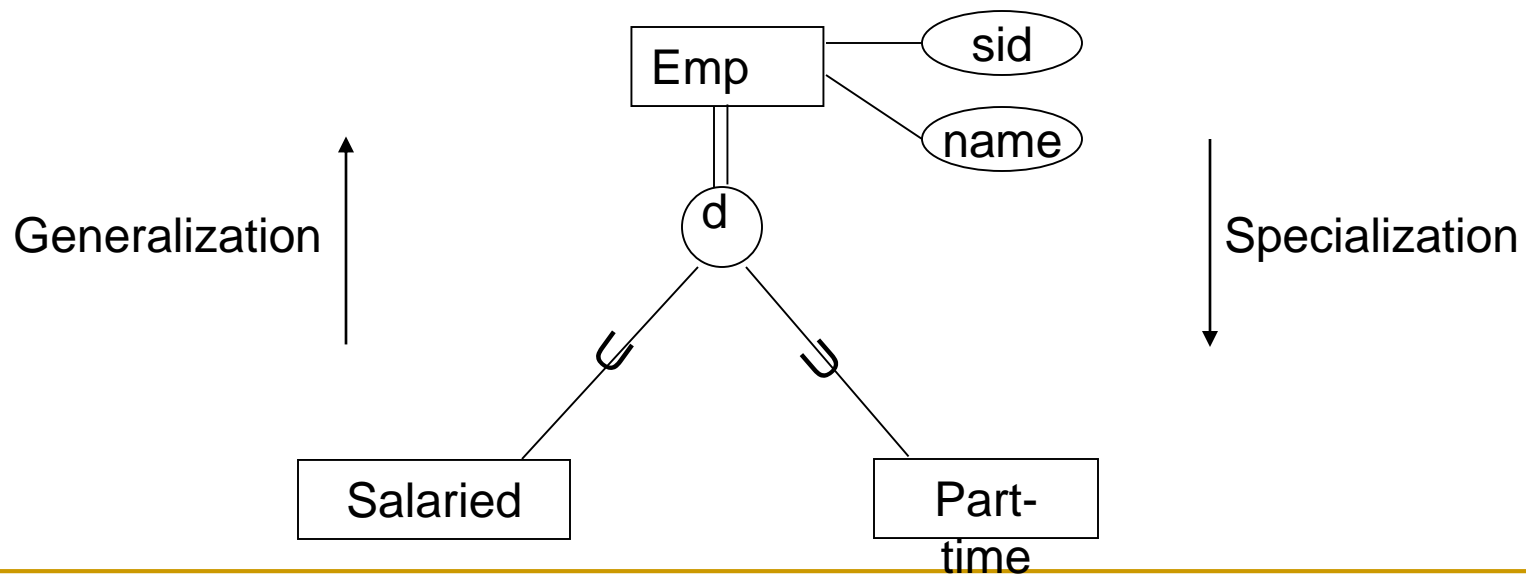 Emp
sid
name
d
Generalization
Specialization
Salaried
Part-
time